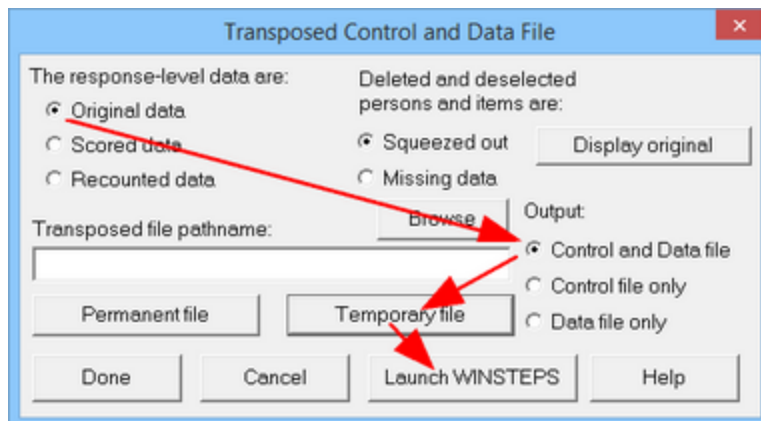 Transposed Control and Data File
The response-level data are:
Original data
Scored data
Recounted data
Deleted and deselected
persons and items are:
Squeezed out
Missing data
Display original
Transposed file pathname:
Browse
Output:
Control and Data file
Control file only
Data file only
Permanent file
Temporary file
Done
Cancel
Launch WINSTEPS
Help